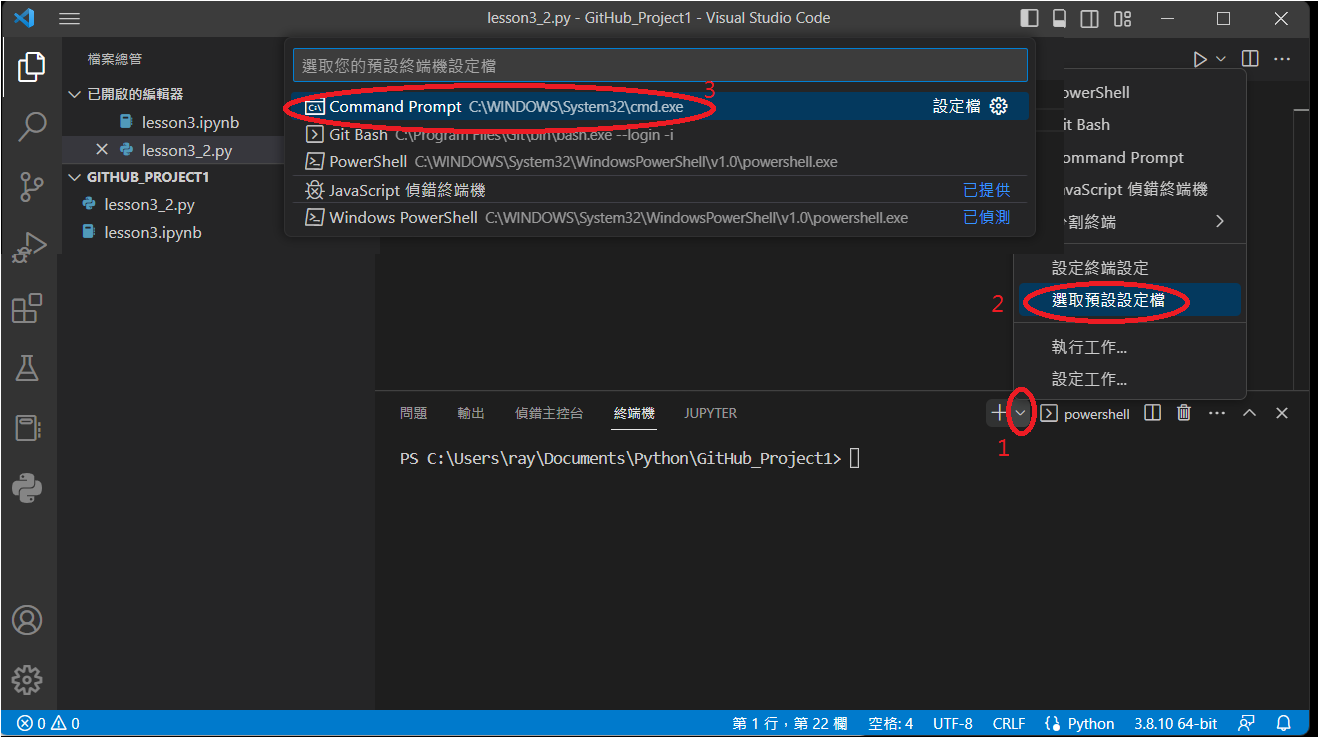 lesson3_2.py - GitHub_Project1 - Visual Studio Code
檔案總管
已開啟的編輯器
lesson3.ipynb
lesson3_2.py
GITHUB_PROJECT1
lesson3_2.py
lesson3.ipynb
選取您的預設終端機設定檔
3
Command Prompt C:\WINDOWS\System32\cmd.exe 設定檔
Git Bash C:\Program Files\Git\bin\bash.exe --login -i
PowerShell C:\WINDOWS\System32\WindowsPowerShell\v1.0\powershell.exe
JavaScript 偵錯終端機 已提供
Windows PowerShell C:\WINDOWS\System32\WindowsPowerShell\v1.0\powershell.exe 已偵測
owerShell
it Bash
ommand Prompt
avaScript 偵錯終端機
割終端
設定終端設定
2 選取預設設定檔
執行工作...
設定工作...
問題 輸出 偵錯主控台 終端機 JUPYTER powershell
1
PS C:\Users\ray\Documents\Python\GitHub_Project1>
0 0 第 1 行，第 22 欄 空格: 4 UTF-8 CRLF Python 3.8.10 64-bit